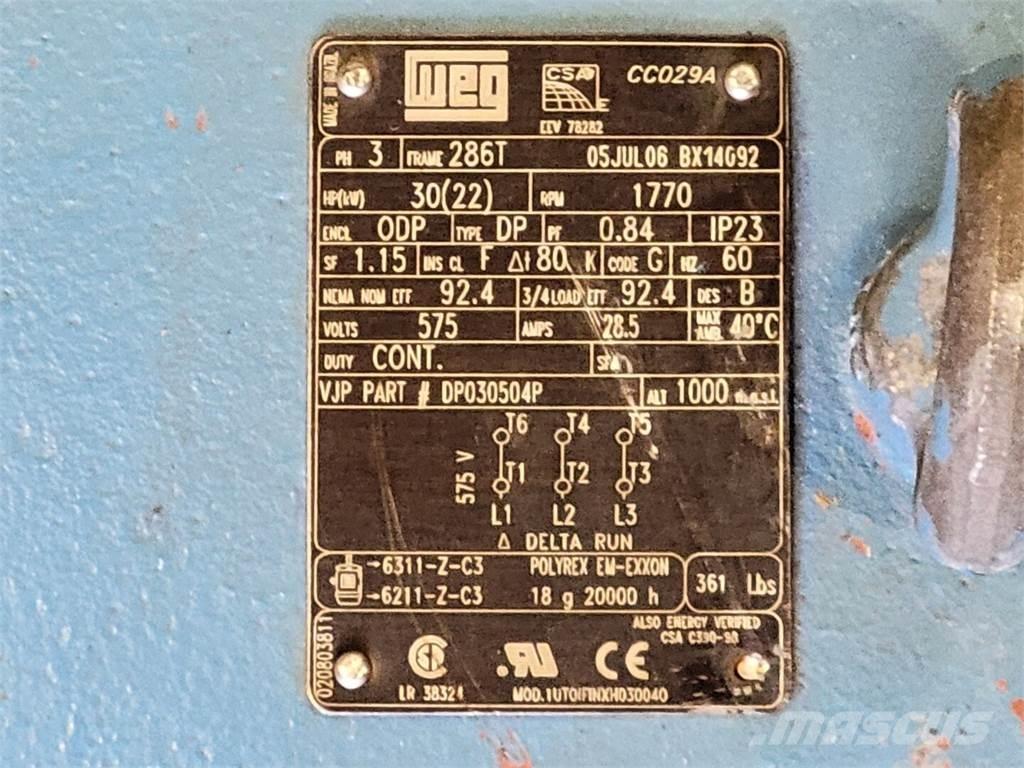 MADE IN BRAZIL
WEG
CSA
E
CC029A
EEV 78282
PH 3 FRAME 286T 05JUL06 BX14092
HP(kW) 30(22) RPM 1770
ENCL ODP TYPE DP PF 0.84 IP23
SF 1.15 INS CL F Δt 80 K CODE G HZ 60
NEMA NOM EFF 92.4 3/4 LOAD EFF 92.4 DES B
VOLTS 575 AMPS 28.5 MAX AMB. 40°C
DUTY CONT. SFA
VJP PART # DP030504P ALT 1000 m.a.s.l.
T6 T4 T5
575 V
T1 T2 T3
L1 L2 L3
Δ DELTA RUN
→6311-Z-C3 POLYREX EM-EXXON
→6211-Z-C3 18 g 20000 h
361 Lbs
ALSO ENERGY VERIFIED
CSA C390-98
020803811
LR 38324
MOD.1UTOIFINXH030040
CE
MASCUS